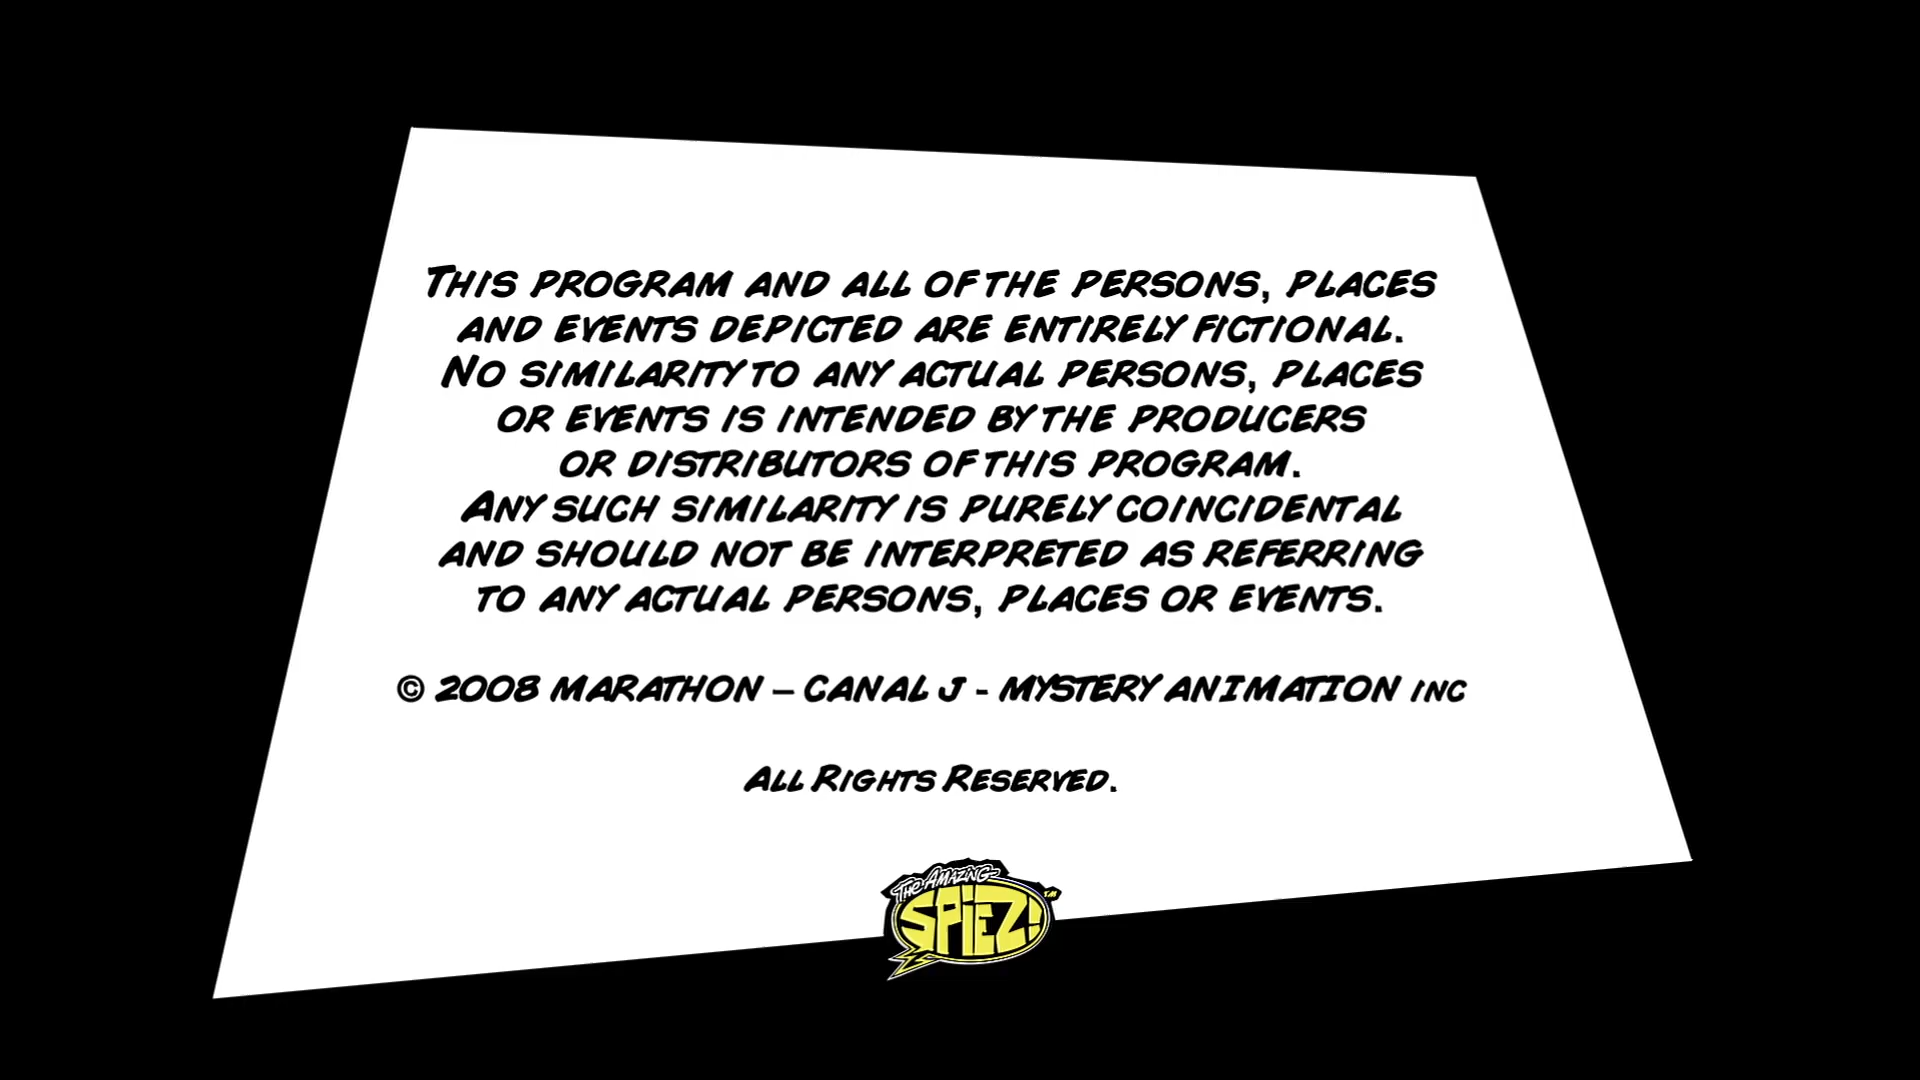 This program and all of the persons, places
and events depicted are entirely fictional.
No similarity to any actual persons, places
or events is intended by the producers
or distributors of this program.
Any such similarity is purely coincidental
and should not be interpreted as referring
to any actual persons, places or events.
© 2008 MARATHON – CANAL J - MYSTERY ANIMATION INC
All Rights Reserved.
The Amazing
SPiEZ! ™